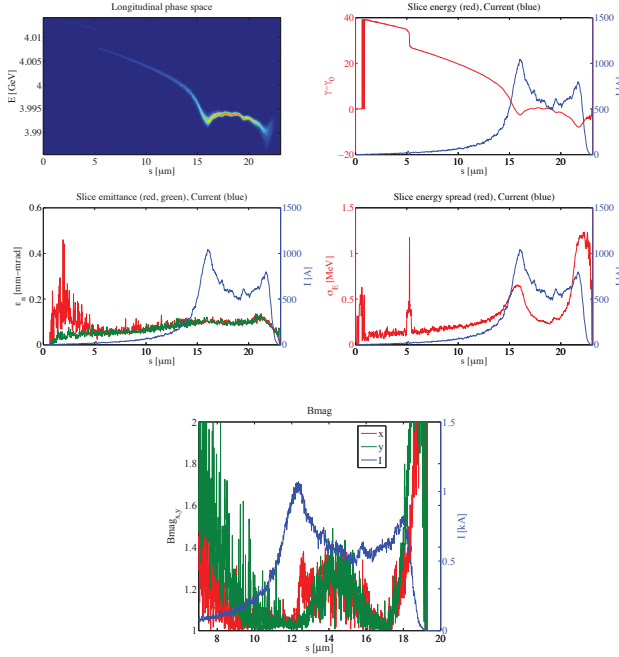 Longitudinal phase space
4.01
4.005
4
3.995
3.99
E [GeV]
0 5 10 15 20
s [μm]
Slice energy (red), Current (blue)
40
20
0
−20
γ−γ0
1500
1000
500
0
I [A]
0 5 10 15 20
s [μm]
Slice emittance (red, green), Current (blue)
0.6
0.4
0.2
0
εn [mm−mrad]
1500
1000
500
0
I [A]
0 5 10 15 20
s [μm]
Slice energy spread (red), Current (blue)
1.5
1
0.5
0
σE [MeV]
1500
1000
500
0
I [A]
0 5 10 15 20
s [μm]
Bmag
2
1.8
1.6
1.4
1.2
1
Bmagx,y
x
y
I
1.5
1
0.5
0
I [kA]
8 10 12 14 16 18 20
s [μm]